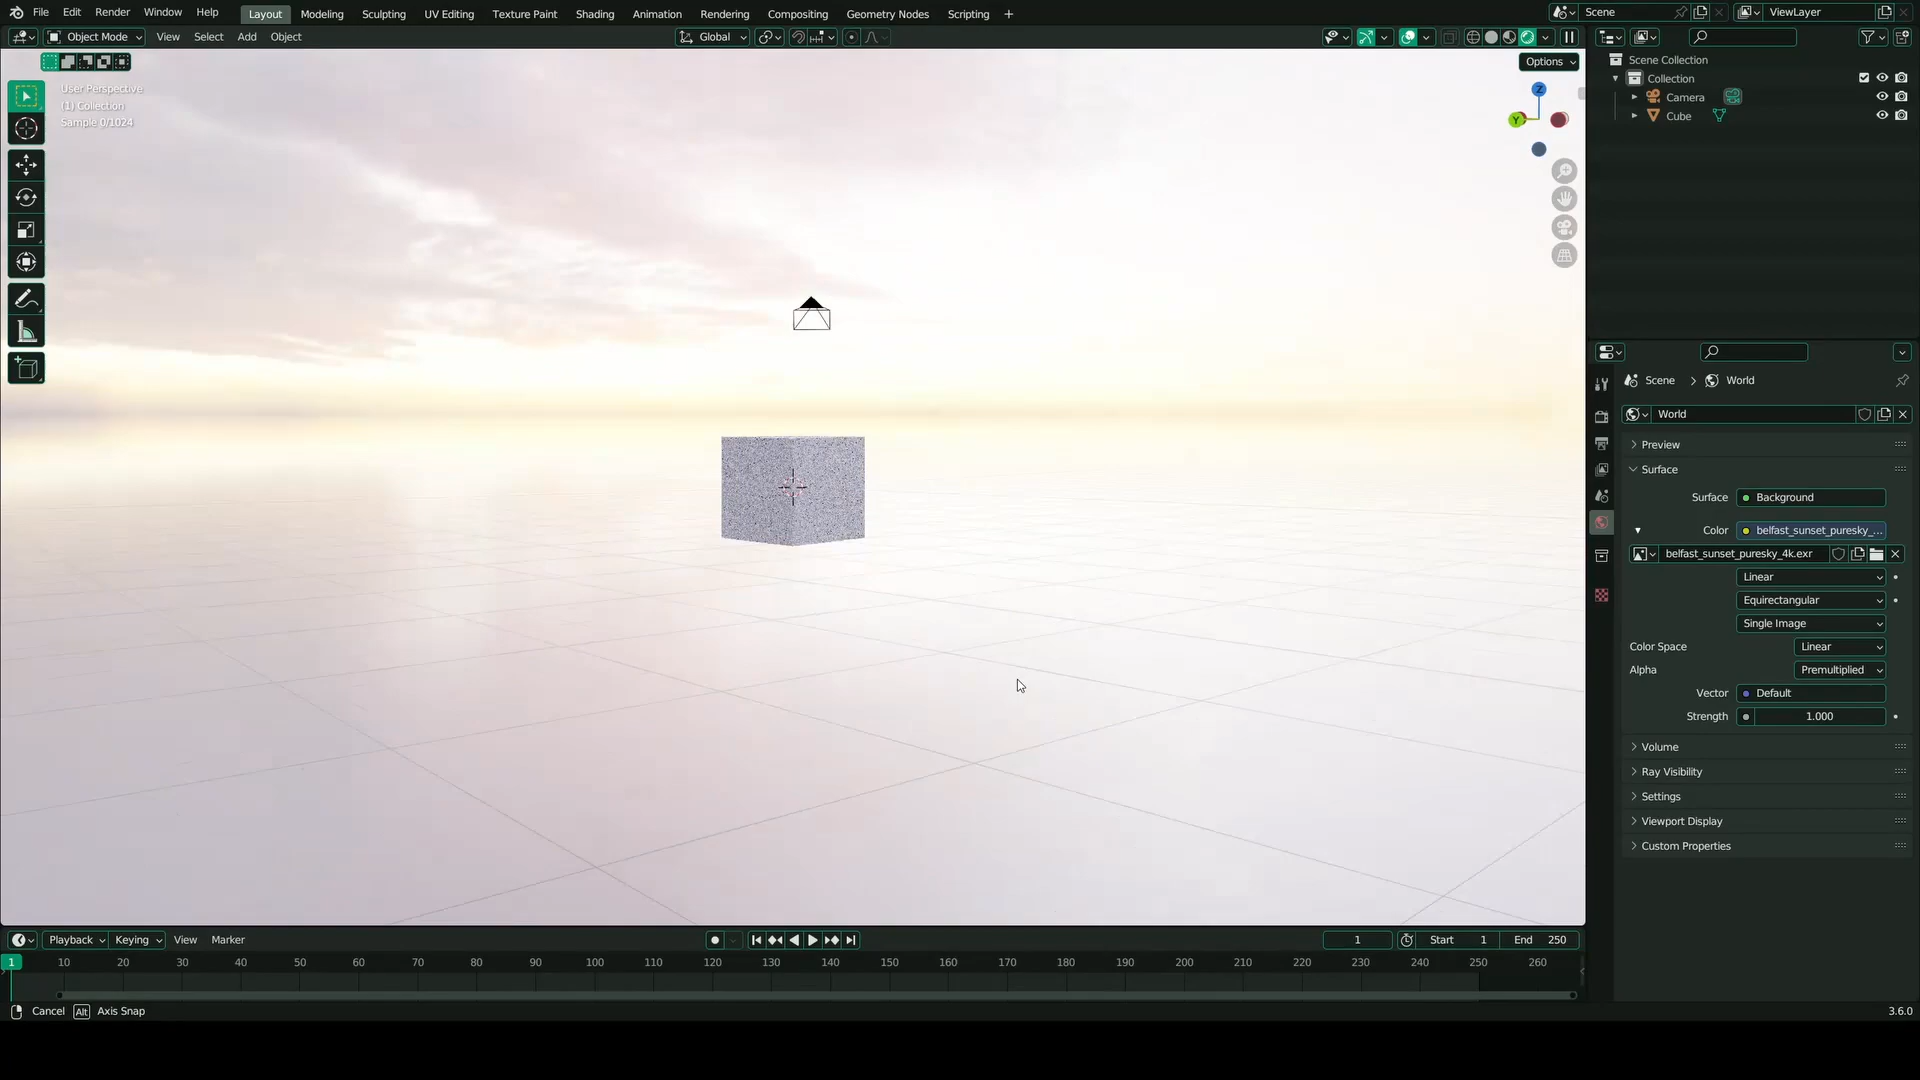 File Edit Render Window Help Layout Modeling Sculpting UV Editing Texture Paint Shading Animation Rendering Compositing Geometry Nodes Scripting + Scene ViewLayer
Object Mode View Select Add Object Global
Options
User Perspective
(1) Collection
Sample 0/1024
Z
Y
Scene Collection
Collection
Camera
Cube
Scene World
World
Preview
Surface
Surface Background
Color belfast_sunset_puresky_...
belfast_sunset_puresky_4k.exr
Linear
Equirectangular
Single Image
Color Space Linear
Alpha Premultiplied
Vector Default
Strength 1.000
Volume
Ray Visibility
Settings
Viewport Display
Custom Properties
Playback Keying View Marker 1 Start 1 End 250
1 10 20 30 40 50 60 70 80 90 100 110 120 130 140 150 160 170 180 190 200 210 220 230 240 250 260
Cancel Alt Axis Snap 3.6.0